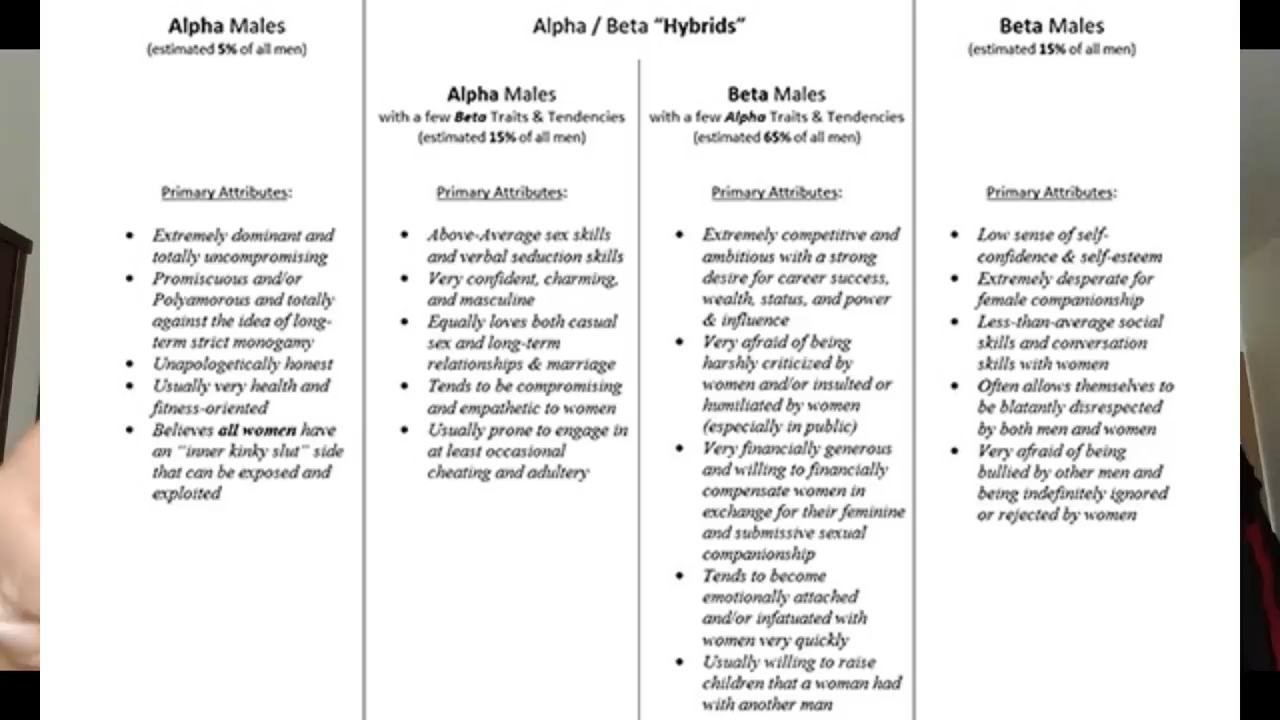 Alpha Males
(estimated 5% of all men)
Primary Attributes:
• Extremely dominant and
totally uncompromising
• Promiscuous and/or
Polyamorous and totally
against the idea of long-
term strict monogamy
• Unapologetically honest
• Usually very health and
fitness-oriented
• Believes all women have
an "inner kinky slut" side
that can be exposed and
exploited
Alpha / Beta "Hybrids"
Alpha Males
with a few Beta Traits & Tendencies
(estimated 15% of all men)
Primary Attributes:
• Above-Average sex skills
and verbal seduction skills
• Very confident, charming,
and masculine
• Equally loves both casual
sex and long-term
relationships & marriage
• Tends to be compromising
and empathetic to women
• Usually prone to engage in
at least occasional
cheating and adultery
Beta Males
with a few Alpha Traits & Tendencies
(estimated 65% of all men)
Primary Attributes:
• Extremely competitive and
ambitious with a strong
desire for career success,
wealth, status, and power
& influence
• Very afraid of being
harshly criticized by
women and/or insulted or
humiliated by women
(especially in public)
• Very financially generous
and willing to financially
compensate women in
exchange for their feminine
and submissive sexual
companionship
• Tends to become
emotionally attached
and/or infatuated with
women very quickly
• Usually willing to raise
children that a woman had
with another man
Beta Males
(estimated 15% of all men)
Primary Attributes:
• Low sense of self-
confidence & self-esteem
• Extremely desperate for
female companionship
• Less-than-average social
skills and conversation
skills with women
• Often allows themselves to
be blatantly disrespected
by both men and women
• Very afraid of being
bullied by other men and
being indefinitely ignored
or rejected by women